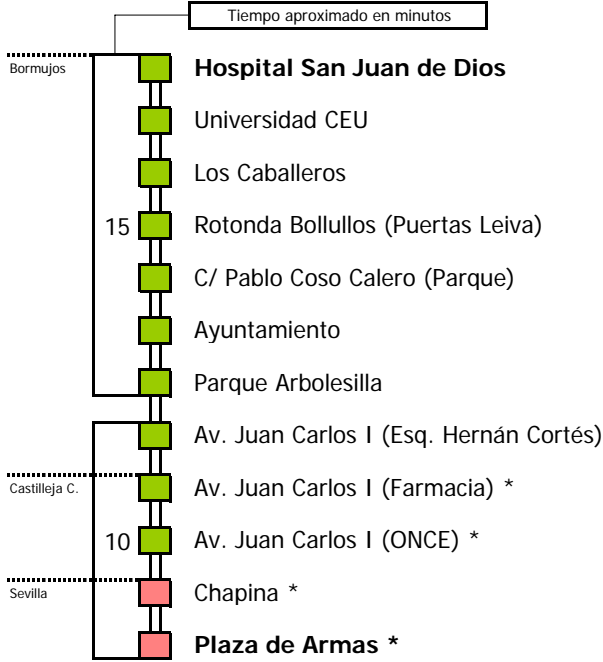 Tiempo aproximado en minutos
Bormujos
Hospital San Juan de Dios
Universidad CEU
Los Caballeros
15
Rotonda Bollullos (Puertas Leiva)
C/ Pablo Coso Calero (Parque)
Ayuntamiento
Parque Arbolesilla
Av. Juan Carlos I (Esq. Hernán Cortés)
Castilleja C.
Av. Juan Carlos I (Farmacia) *
10
Av. Juan Carlos I (ONCE) *
Sevilla
Chapina *
Plaza de Armas *